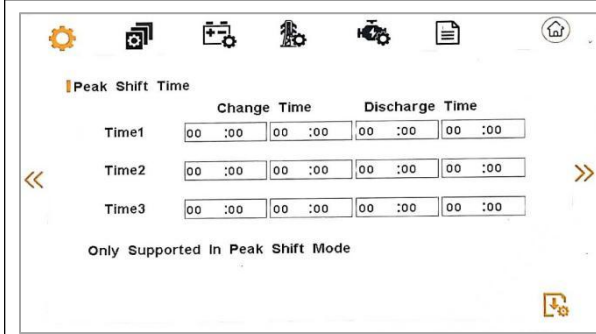 Peak Shift Time
Change Time Discharge Time
Time1 00 :00 00 :00 00 :00 00 :00
Time2 00 :00 00 :00 00 :00 00 :00
Time3 00 :00 00 :00 00 :00 00 :00
Only Supported In Peak Shift Mode